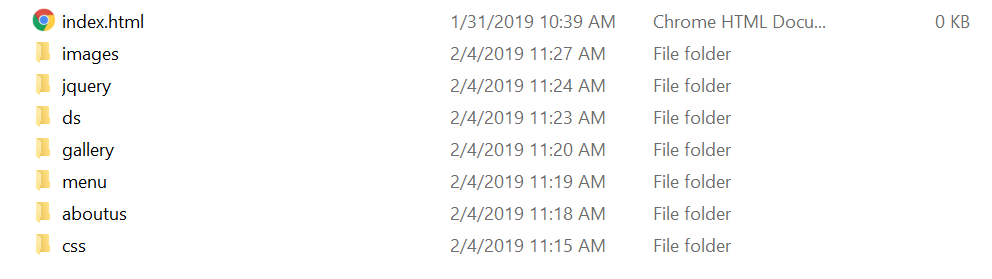 index.html 1/31/2019 10:39 AM Chrome HTML Docu... 0 KB
images 2/4/2019 11:27 AM File folder
jquery 2/4/2019 11:24 AM File folder
ds 2/4/2019 11:23 AM File folder
gallery 2/4/2019 11:20 AM File folder
menu 2/4/2019 11:19 AM File folder
aboutus 2/4/2019 11:18 AM File folder
css 2/4/2019 11:15 AM File folder